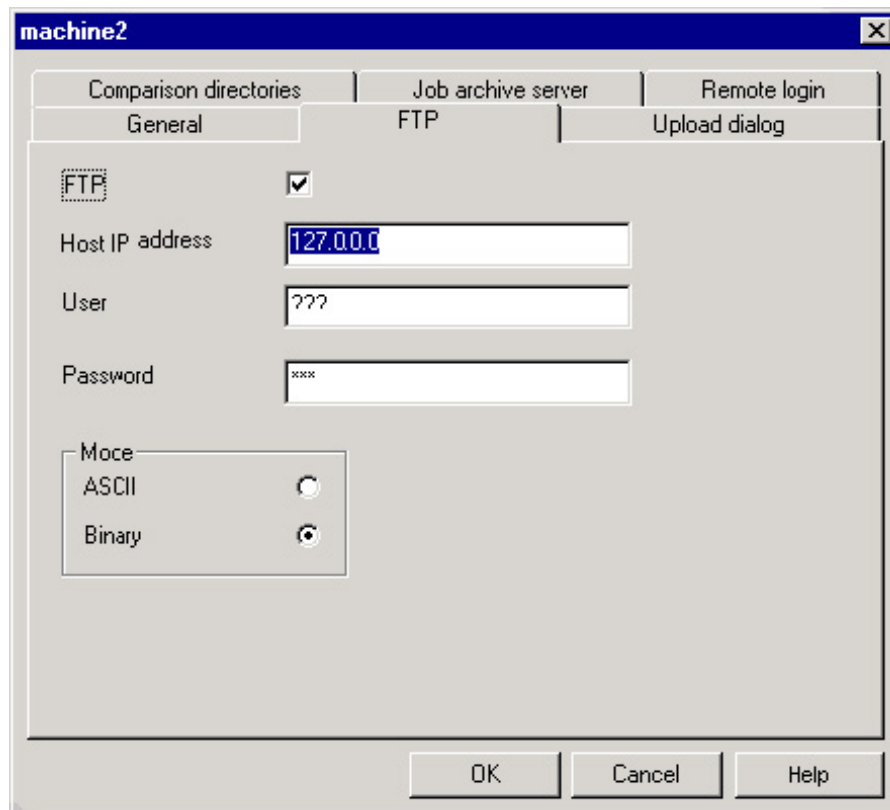 machine2
Comparison directories Job archive server Remote login
General FTP Upload dialog
FTP
Host IP address 127.0.0.0
User ???
Password ***
Moce
ASCII
Binary
OK Cancel Help